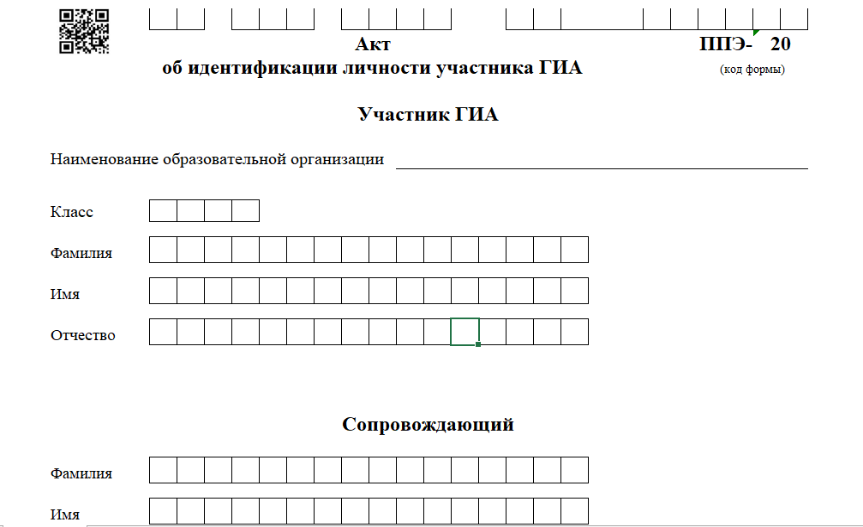 Акт
ППЭ- 20
об идентификации личности участника ГИА
(код формы)
Участник ГИА
Наименование образовательной организации
Класс
Фамилия
Имя
Отчество
Сопровождающий
Фамилия
Имя